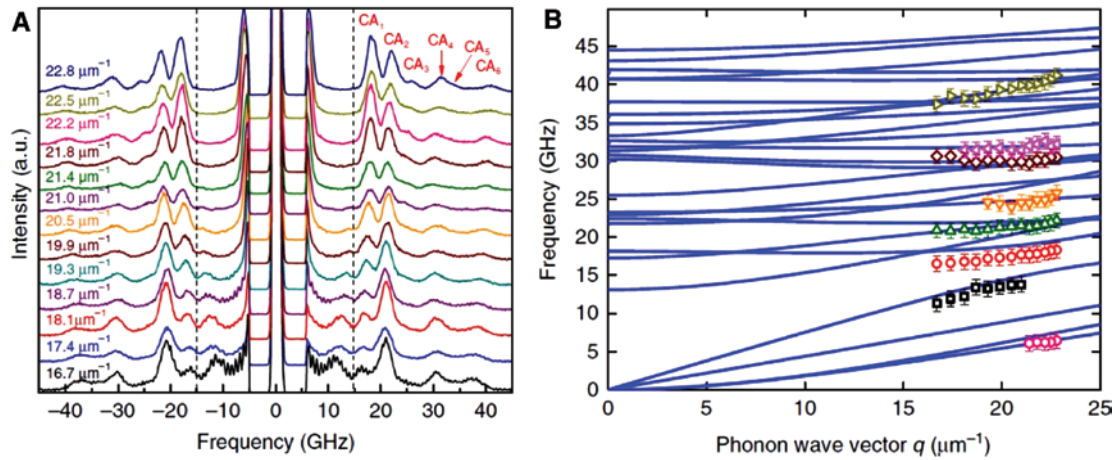 A
CA₁
CA₂
CA₃
CA₄
CA₅
CA₆
22.8 μm⁻¹
22.5 μm⁻¹
22.2 μm⁻¹
21.8 μm⁻¹
21.4 μm⁻¹
21.0 μm⁻¹
20.5 μm⁻¹
19.9 μm⁻¹
19.3 μm⁻¹
18.7 μm⁻¹
18.1μm⁻¹
17.4 μm⁻¹
16.7 μm⁻¹
Intensity (a.u.)
−40 −30 −20 −10 0 10 20 30 40
Frequency (GHz)
B
45
40
35
30
25
20
15
10
5
0
Frequency (GHz)
0 5 10 15 20 25
Phonon wave vector q (μm⁻¹)